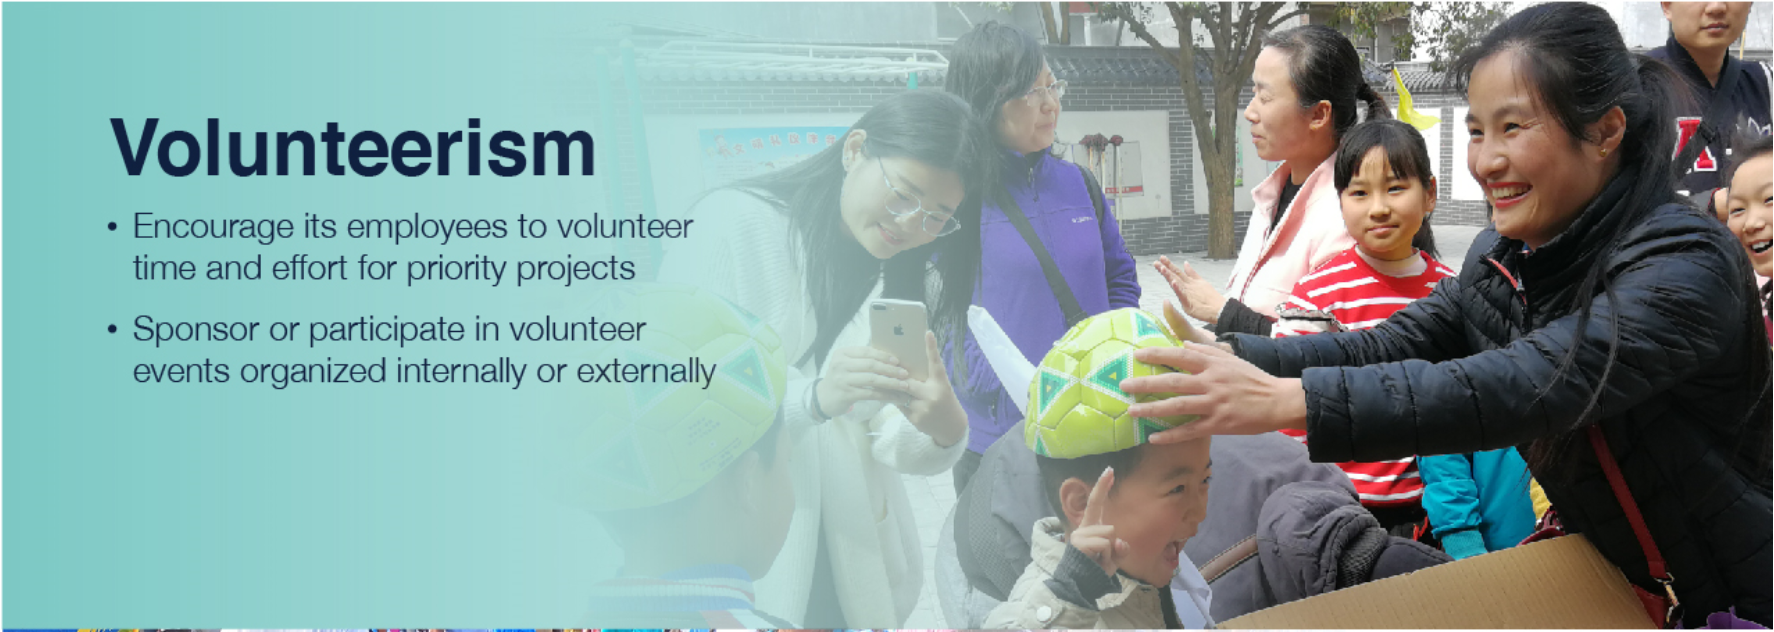 Volunteerism
• Encourage its employees to volunteer
time and effort for priority projects
• Sponsor or participate in volunteer
events organized internally or externally